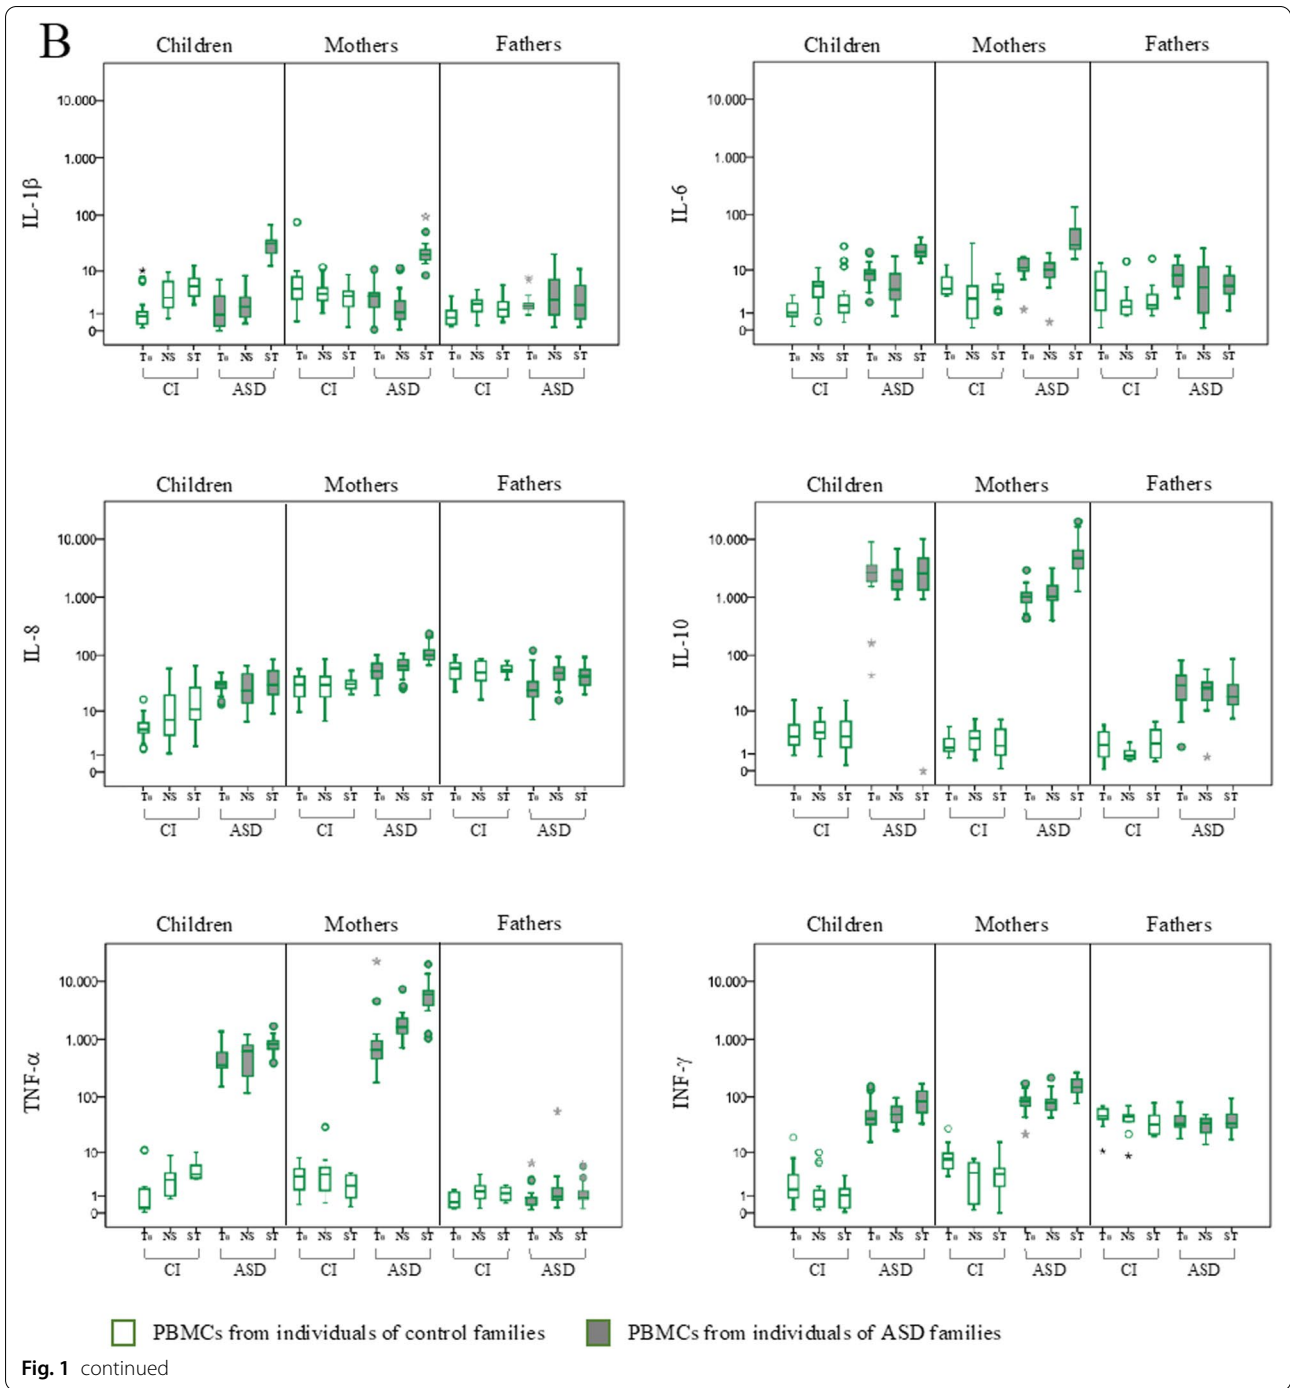 B
Children Mothers Fathers
IL-1β
10.000
1.000
100
10
1
0
T₀ NS ST T₀ NS ST T₀ NS ST T₀ NS ST T₀ NS ST T₀ NS ST
CI ASD CI ASD CI ASD
Children Mothers Fathers
IL-6
10.000
1.000
100
10
1
0
T₀ NS ST T₀ NS ST T₀ NS ST T₀ NS ST T₀ NS ST T₀ NS ST
CI ASD CI ASD CI ASD
Children Mothers Fathers
IL-8
10.000
1.000
100
10
1
0
T₀ NS ST T₀ NS ST T₀ NS ST T₀ NS ST T₀ NS ST T₀ NS ST
CI ASD CI ASD CI ASD
Children Mothers Fathers
IL-10
10.000
1.000
100
10
1
0
T₀ NS ST T₀ NS ST T₀ NS ST T₀ NS ST T₀ NS ST T₀ NS ST
CI ASD CI ASD CI ASD
Children Mothers Fathers
TNF-α
10.000
1.000
100
10
1
0
T₀ NS ST T₀ NS ST T₀ NS ST T₀ NS ST T₀ NS ST T₀ NS ST
CI ASD CI ASD CI ASD
Children Mothers Fathers
INF-γ
10.000
1.000
100
10
1
0
T₀ NS ST T₀ NS ST T₀ NS ST T₀ NS ST T₀ NS ST T₀ NS ST
CI ASD CI ASD CI ASD
PBMCs from individuals of control families PBMCs from individuals of ASD families
Fig. 1 continued